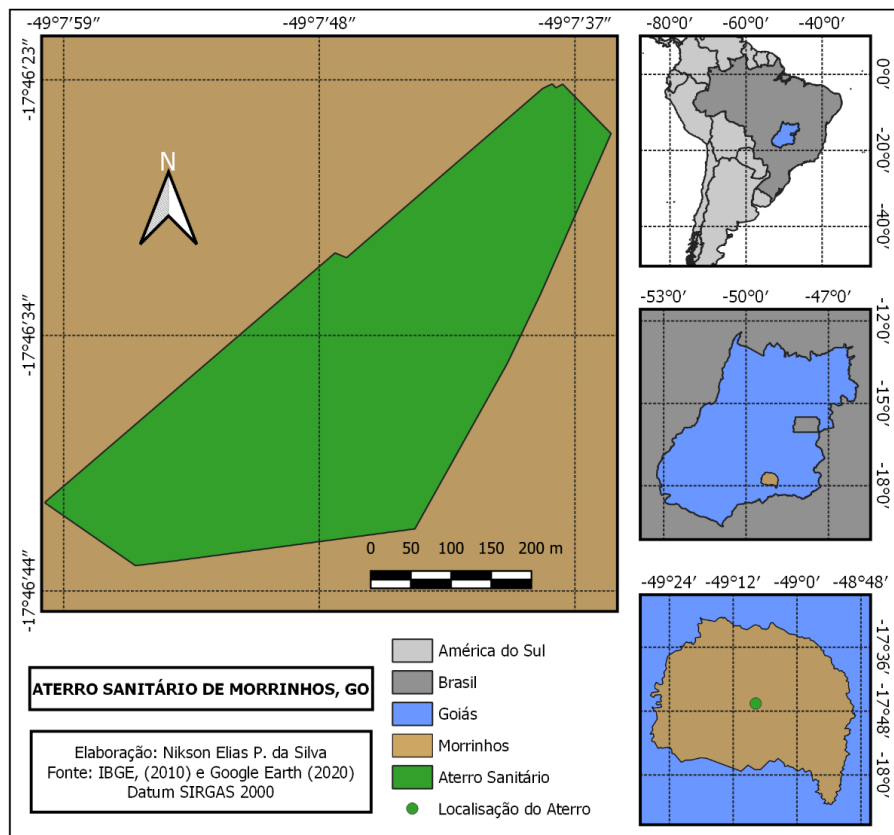 -49°7′59″ -49°7′48″ -49°7′37″
-17°46′23″
-17°46′34″
-17°46′44″
N
0 50 100 150 200 m
-80°0′ -60°0′ -40°0′
0°0′
-20°0′
-40°0′
-53°0′ -50°0′ -47°0′
-12°0′
-15°0′
-18°0′
-49°24′ -49°12′ -49°0′ -48°48′
-17°36′
-17°48′
-18°0′
ATERRO SANITÁRIO DE MORRINHOS, GO
Elaboração: Nikson Elias P. da Silva
Fonte: IBGE, (2010) e Google Earth (2020)
Datum SIRGAS 2000
América do Sul
Brasil
Goiás
Morrinhos
Aterro Sanitário
Localisação do Aterro